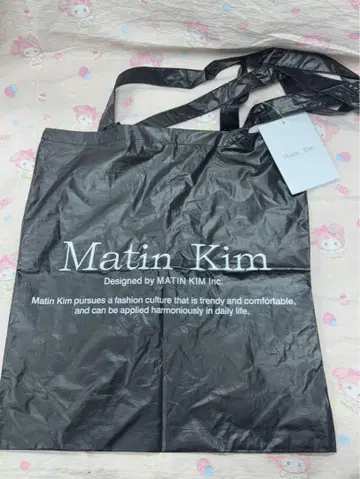 Matin Kim
Matin Kim
Designed by MATIN KIM Inc.
Matin Kim pursues a fashion culture that is trendy and comfortable,
and can be applied harmoniously in daily life.